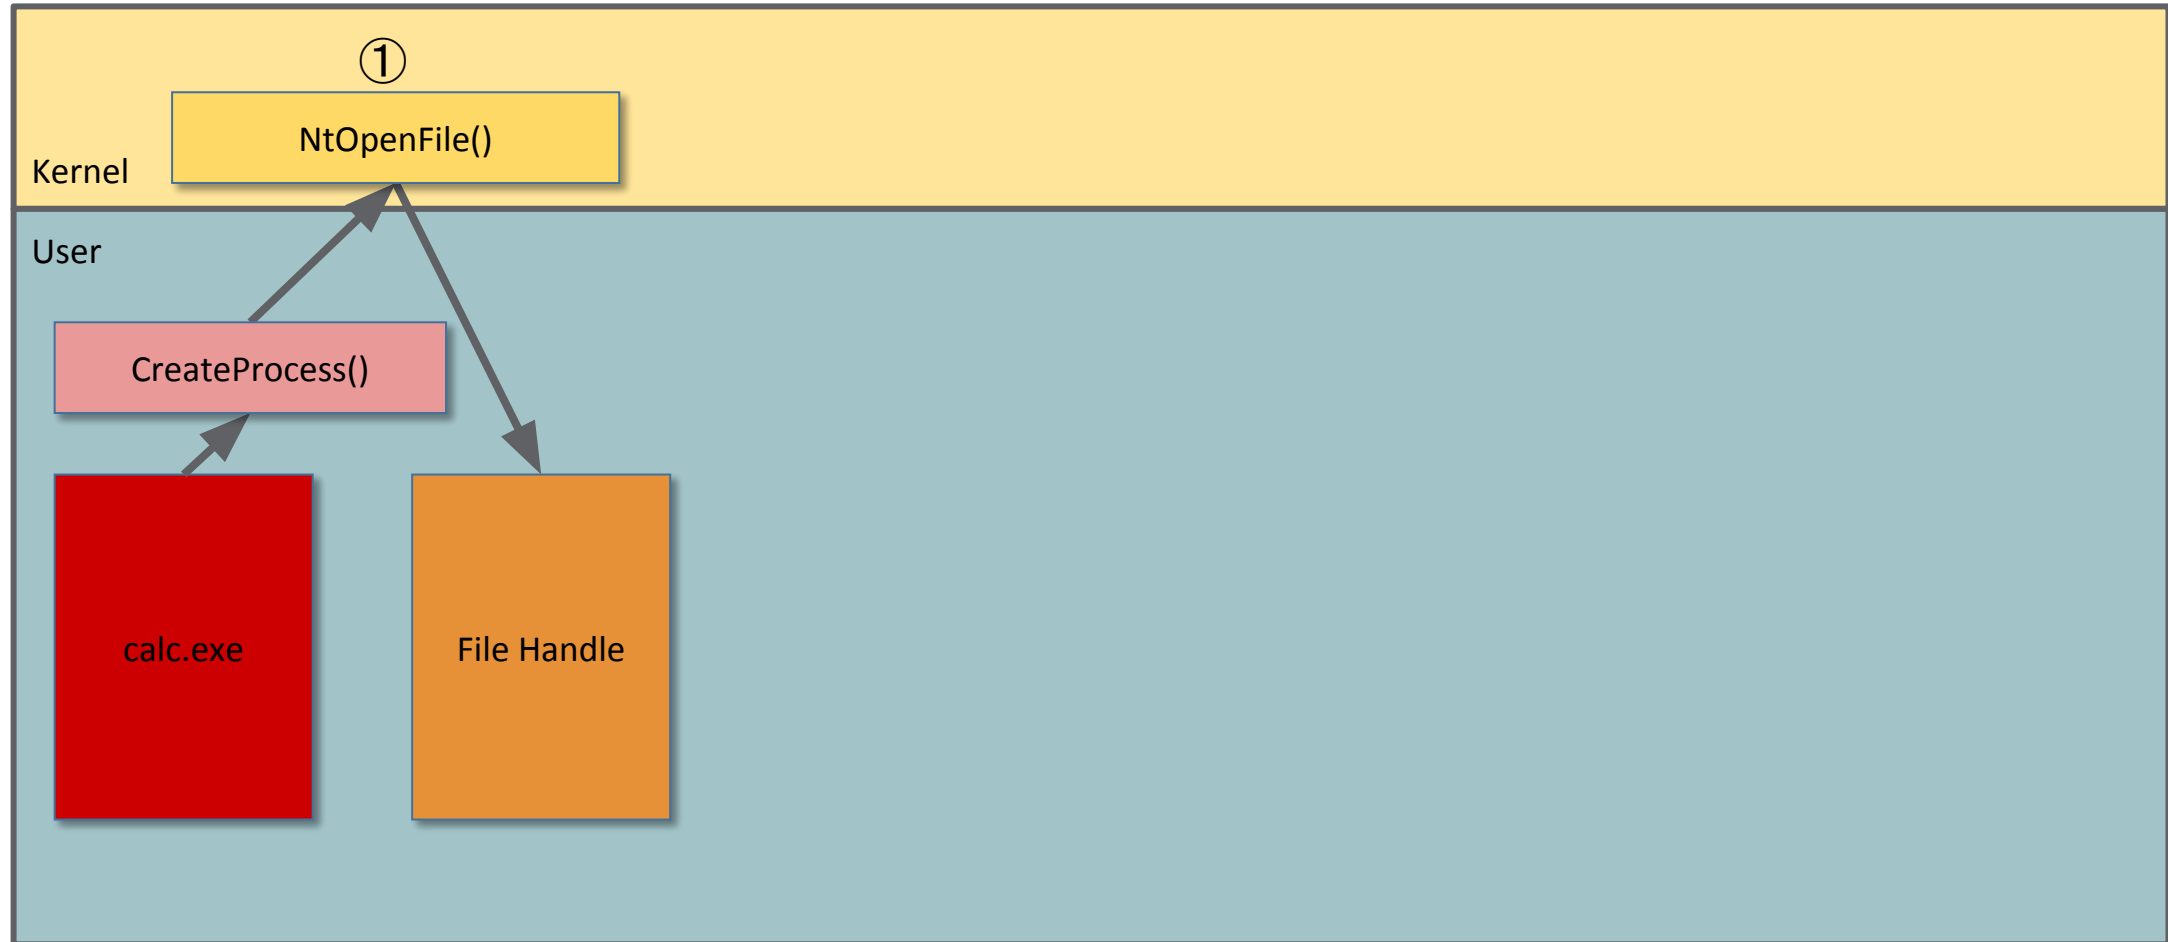 ①
NtOpenFile()
Kernel
User
CreateProcess()
calc.exe
File Handle